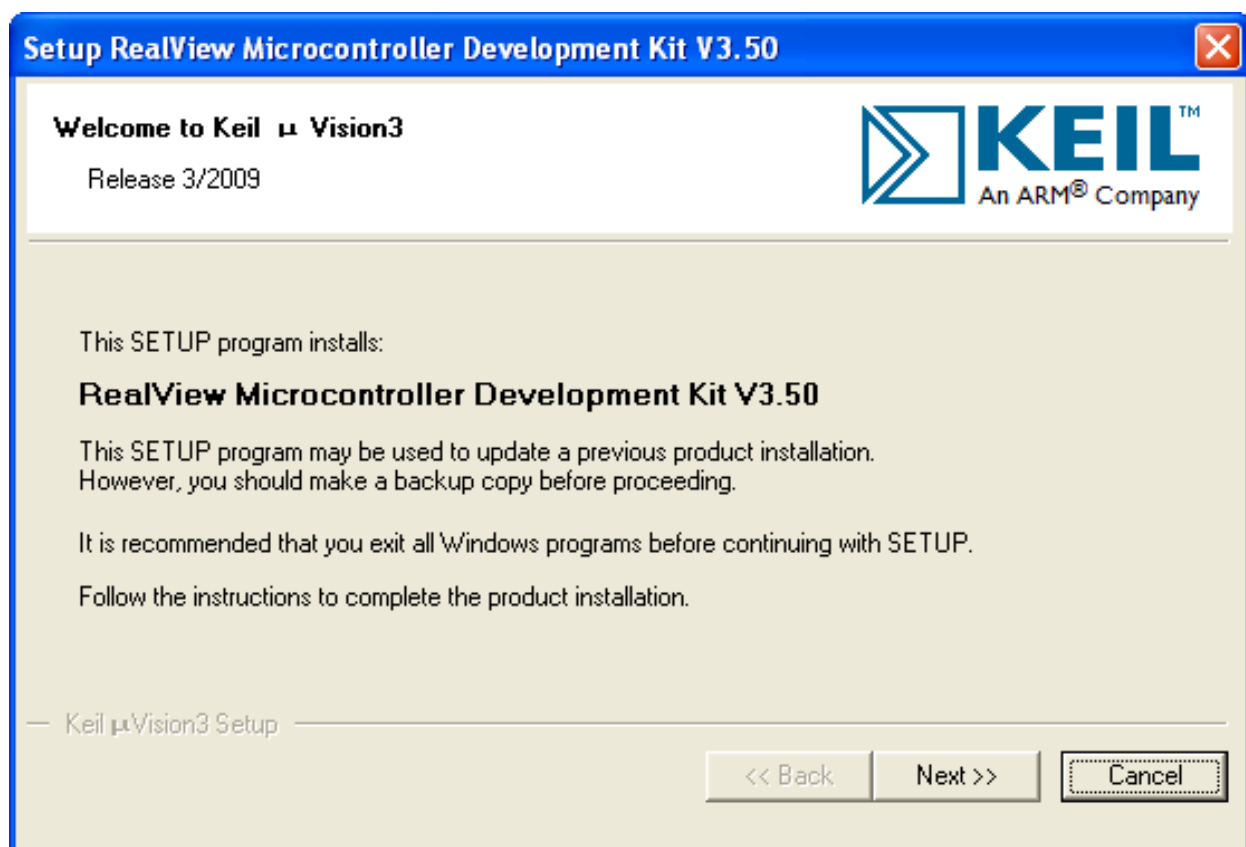 Setup RealView Microcontroller Development Kit V3.50
Welcome to Keil μ Vision3
Release 3/2009
KEIL™
An ARM® Company
This SETUP program installs:
RealView Microcontroller Development Kit V3.50
This SETUP program may be used to update a previous product installation.
However, you should make a backup copy before proceeding.
It is recommended that you exit all Windows programs before continuing with SETUP.
Follow the instructions to complete the product installation.
Keil μVision3 Setup
<< Back
Next >>
Cancel